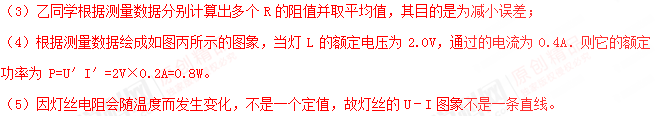 （3）乙同学根据测量数据分别计算出多个 R 的阻值并取平均值，其目的是为减小误差；
（4）根据测量数据绘成如图丙所示的图象，当灯 L 的额定电压为 2.0V，通过的电流为 0.4A．则它的额定
功率为 P=U′I′=2V×0.2A=0.8W。
（5）因灯丝电阻会随温度而发生变化，不是一个定值，故灯丝的 U－I 图象不是一条直线。